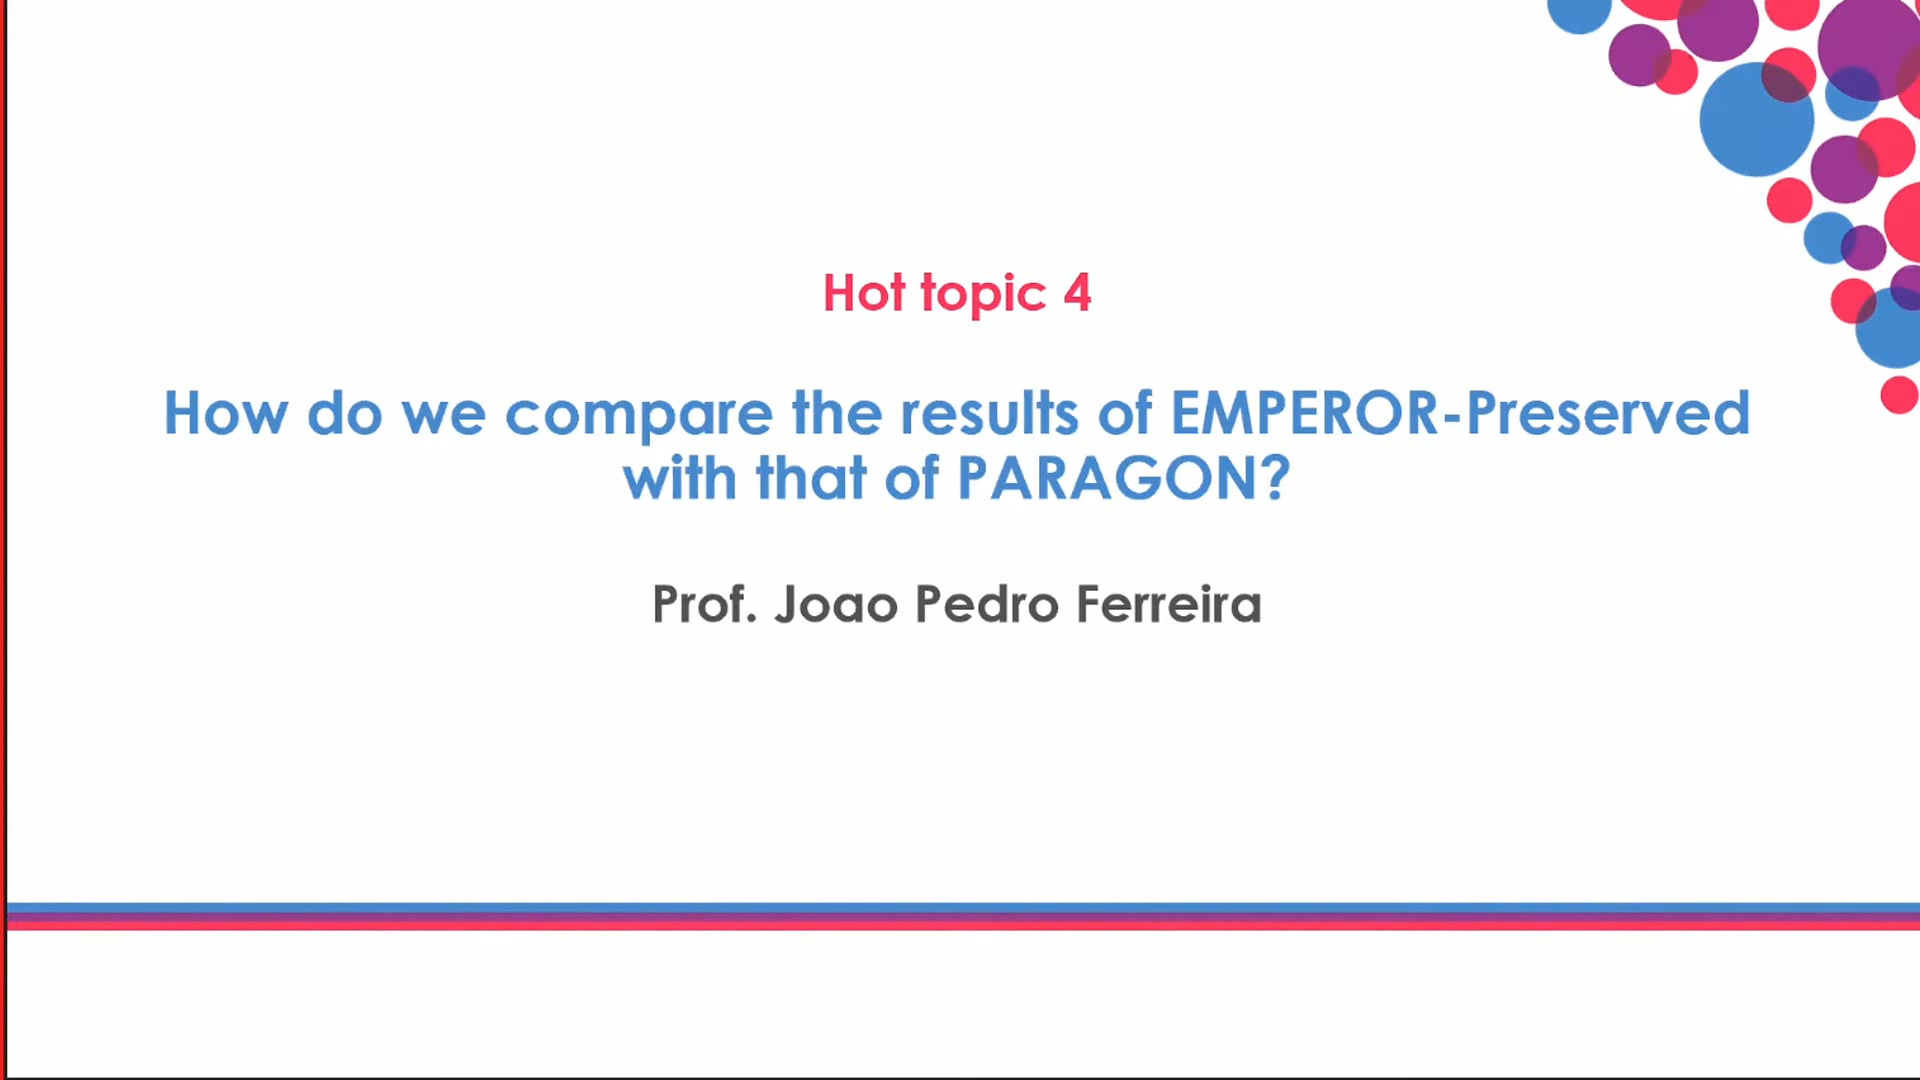 Hot topic 4
How do we compare the results of EMPEROR-Preserved
with that of PARAGON?
Prof. Joao Pedro Ferreira